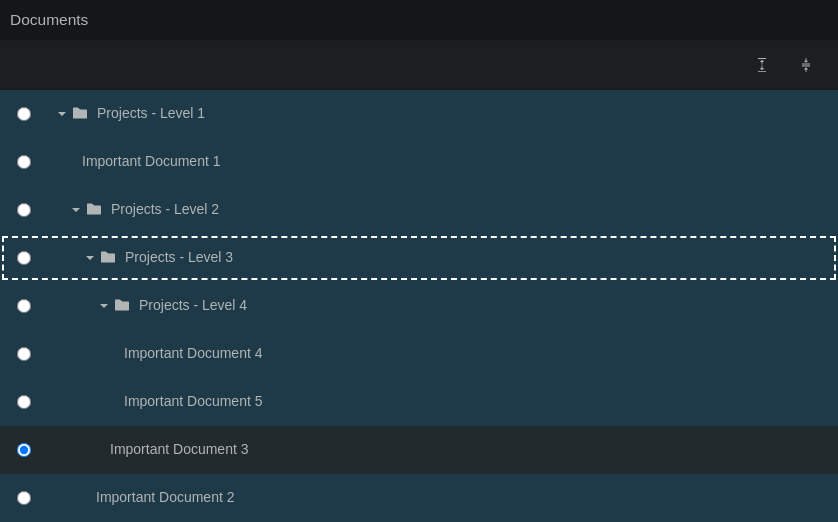 Documents
Projects - Level 1
Important Document 1
Projects - Level 2
Projects - Level 3
Projects - Level 4
Important Document 4
Important Document 5
Important Document 3
Important Document 2